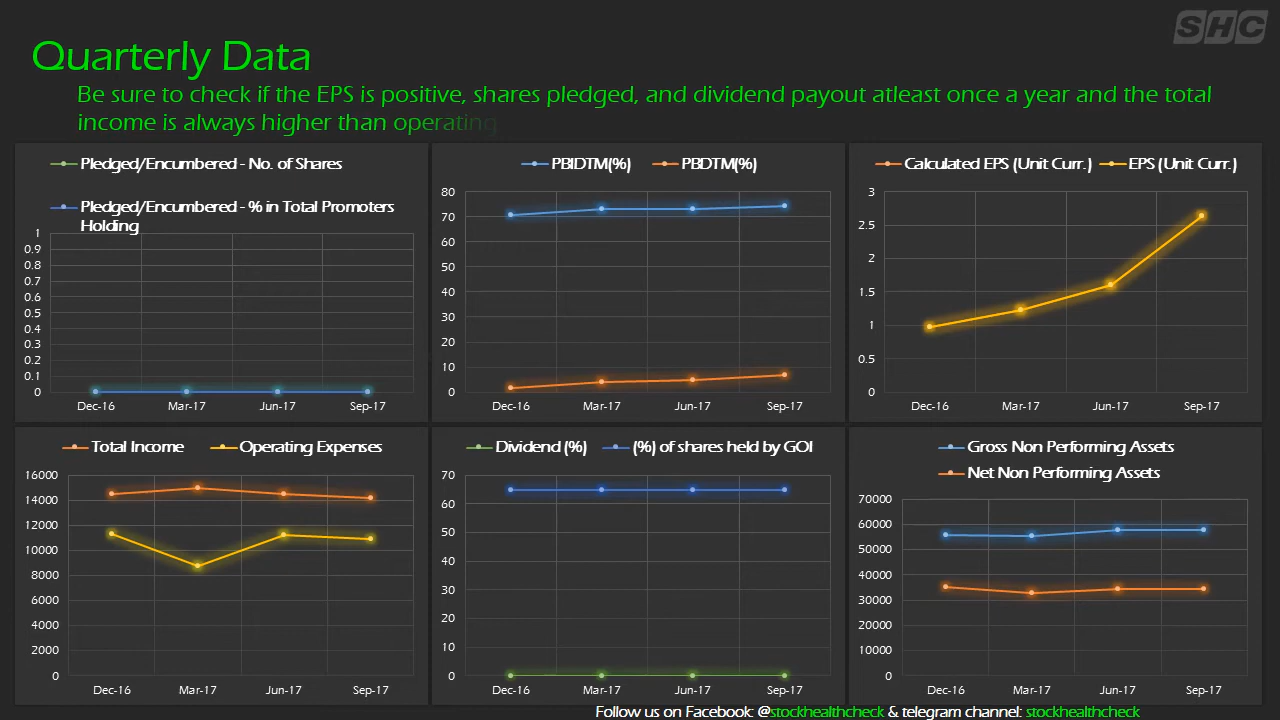 SHC
Quarterly Data
Be sure to check if the EPS is positive, shares pledged, and dividend payout atleast once a year and the total
income is always higher than operating
Pledged/Encumbered - No. of Shares
Pledged/Encumbered - % in Total Promoters
Holding
1
0.9
0.8
0.7
0.6
0.5
0.4
0.3
0.2
0.1
0
Dec-16 Mar-17 Jun-17 Sep-17
PBIDTM(%) PBDTM(%)
80
70
60
50
40
30
20
10
0
Dec-16 Mar-17 Jun-17 Sep-17
Calculated EPS (Unit Curr.) EPS (Unit Curr.)
3
2.5
2
1.5
1
0.5
0
Dec-16 Mar-17 Jun-17 Sep-17
Total Income Operating Expenses
16000
14000
12000
10000
8000
6000
4000
2000
0
Dec-16 Mar-17 Jun-17 Sep-17
Dividend (%) (%) of shares held by GOI
70
60
50
40
30
20
10
0
Dec-16 Mar-17 Jun-17 Sep-17
Gross Non Performing Assets
Net Non Performing Assets
70000
60000
50000
40000
30000
20000
10000
0
Dec-16 Mar-17 Jun-17 Sep-17
Follow us on Facebook: @stockhealthcheck & telegram channel: stockhealthcheck